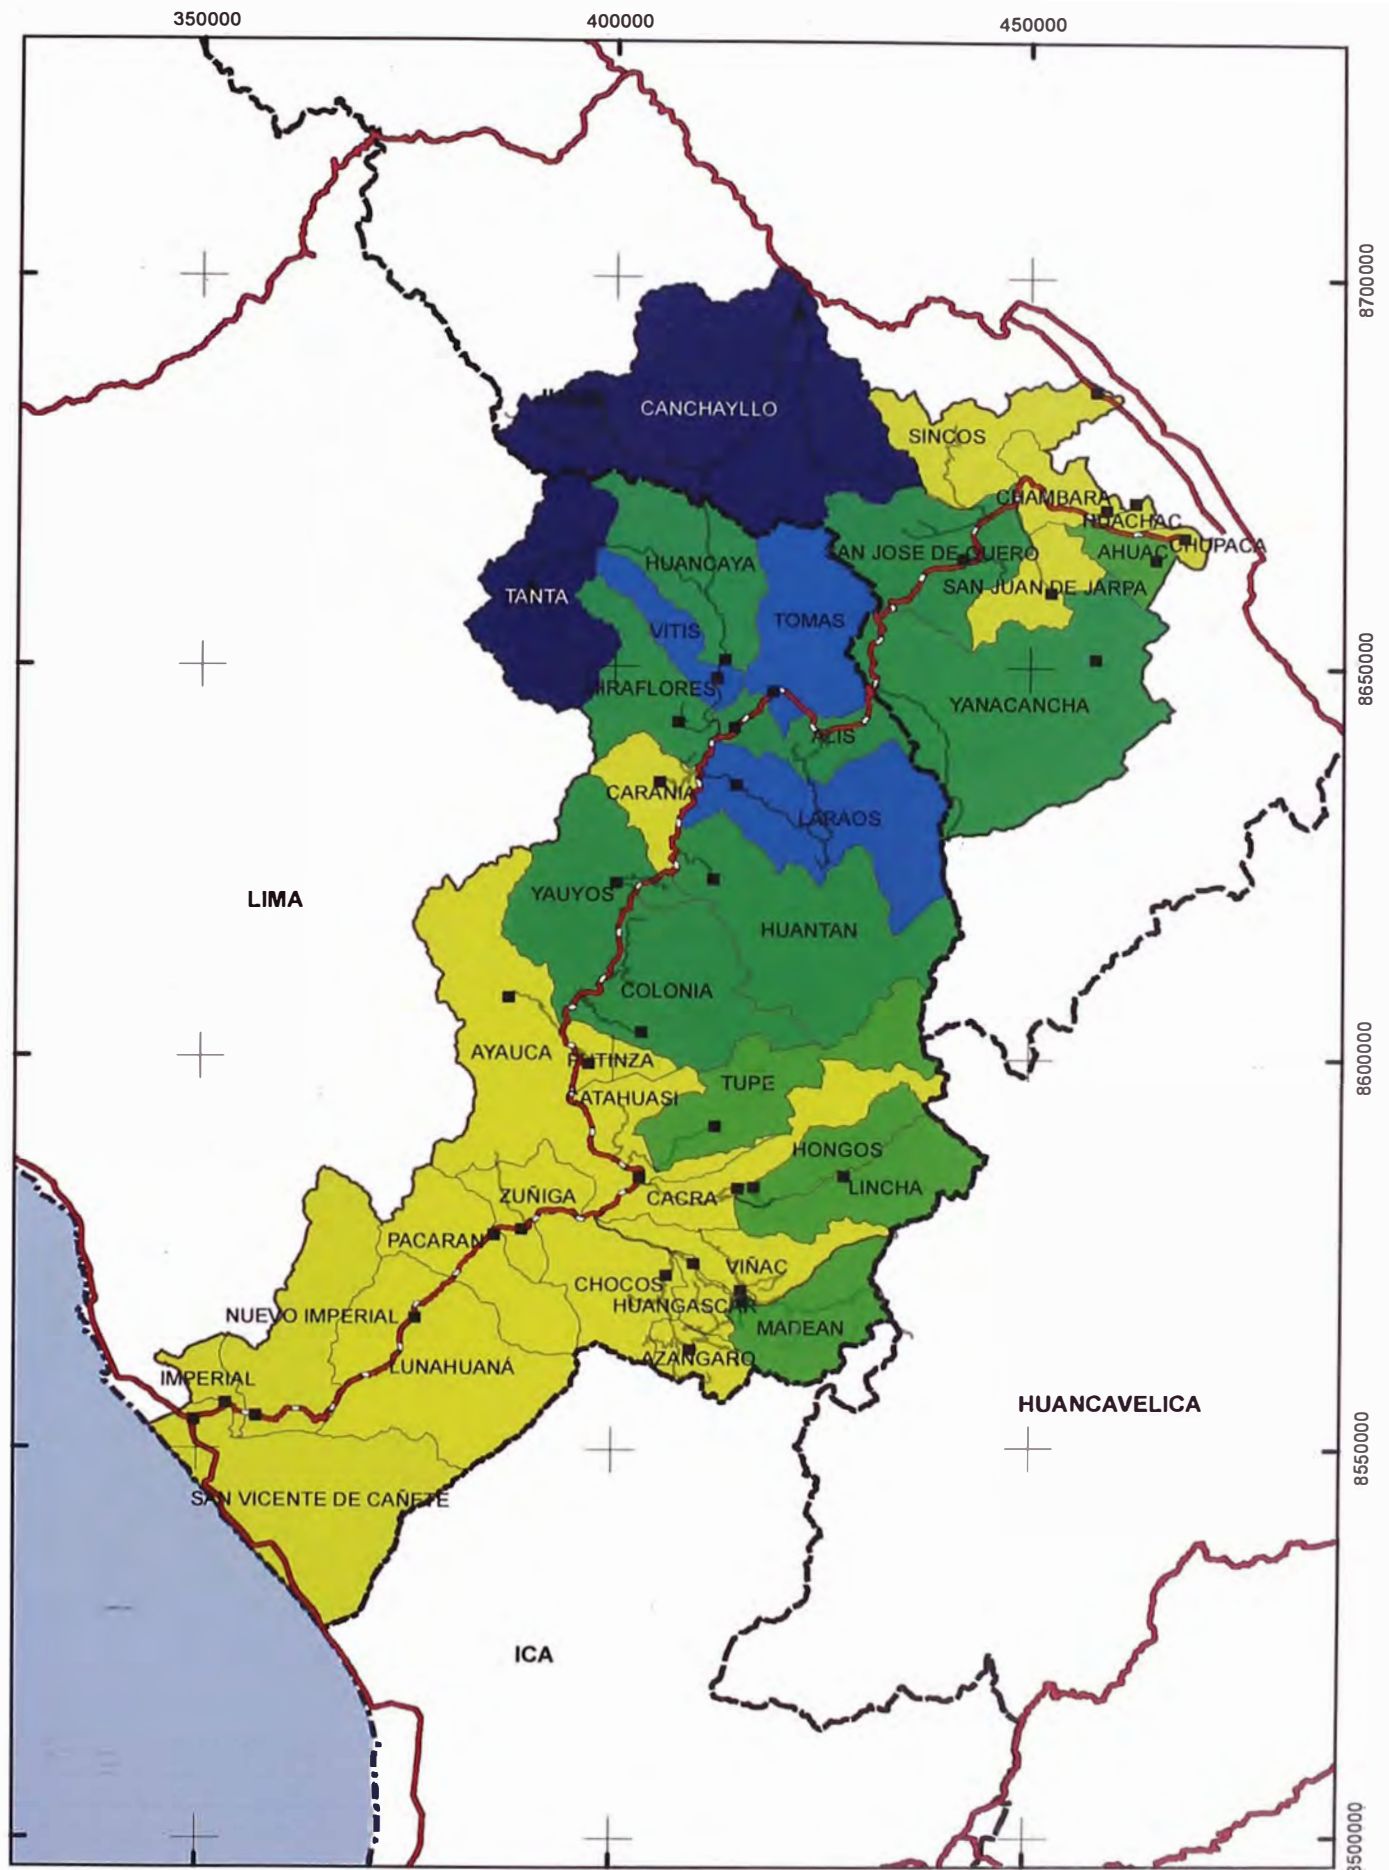 350000
400000
450000
8700000
CANCHAYLLO
SINCOS
CHAMBARA
HUACHAC
CHUPACA
AHUAC
SAN JOSE DE QUERO
HUANCAYA
SAN JUAN DE JARPA
TANTA
TOMAS
VITIS
8650000
MIRAFLORES
YANACANCHA
ALIS
CARANIA
LARAOS
LIMA
YAUYOS
HUANTAN
COLONIA
AYAUCA
PUTINZA
8600000
TUPE
CATAHUASI
HONGOS
LINCHA
ZUÑIGA
CACRA
PACARAN
VIÑAC
CHOCOS
HUANGASCAR
NUEVO IMPERIAL
MADEAN
AZANGARO
LUNAHUANÁ
IMPERIAL
HUANCAVELICA
8550000
SAN VICENTE DE CAÑETE
ICA
8500000